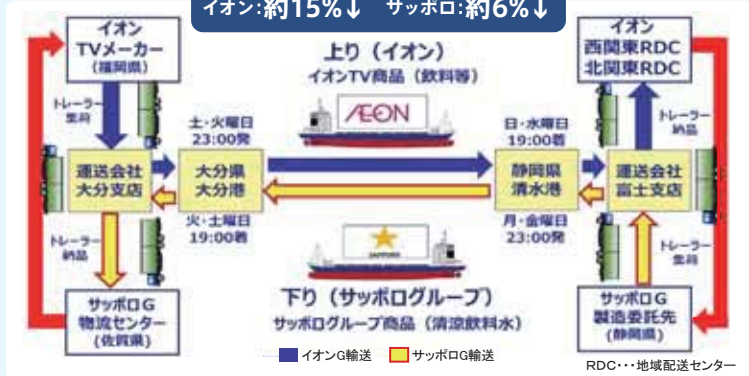 イオン:約15%↓ サッポロ:約6%↓
イオン
TVメーカー
(福岡県)
上り(イオン)
イオンTV商品(飲料等)
イオン
西関東RDC
北関東RDC
トレーラー
集荷
土・火曜日
23:00発
ÆON
日・水曜日
19:00着
トレーラー
納品
運送会社
大分支店
大分県
大分港
静岡県
清水港
運送会社
富士支店
火・土曜日
19:00着
月・金曜日
23:00発
トレーラー
納品
SAPPORO
トレーラー
集荷
下り(サッポログループ)
サッポログループ商品(清涼飲料水)
サッポロG
物流センター
(佐賀県)
サッポロG
製造委託先
(静岡県)
イオンG輸送 サッポロG輸送
RDC・・・地域配送センター